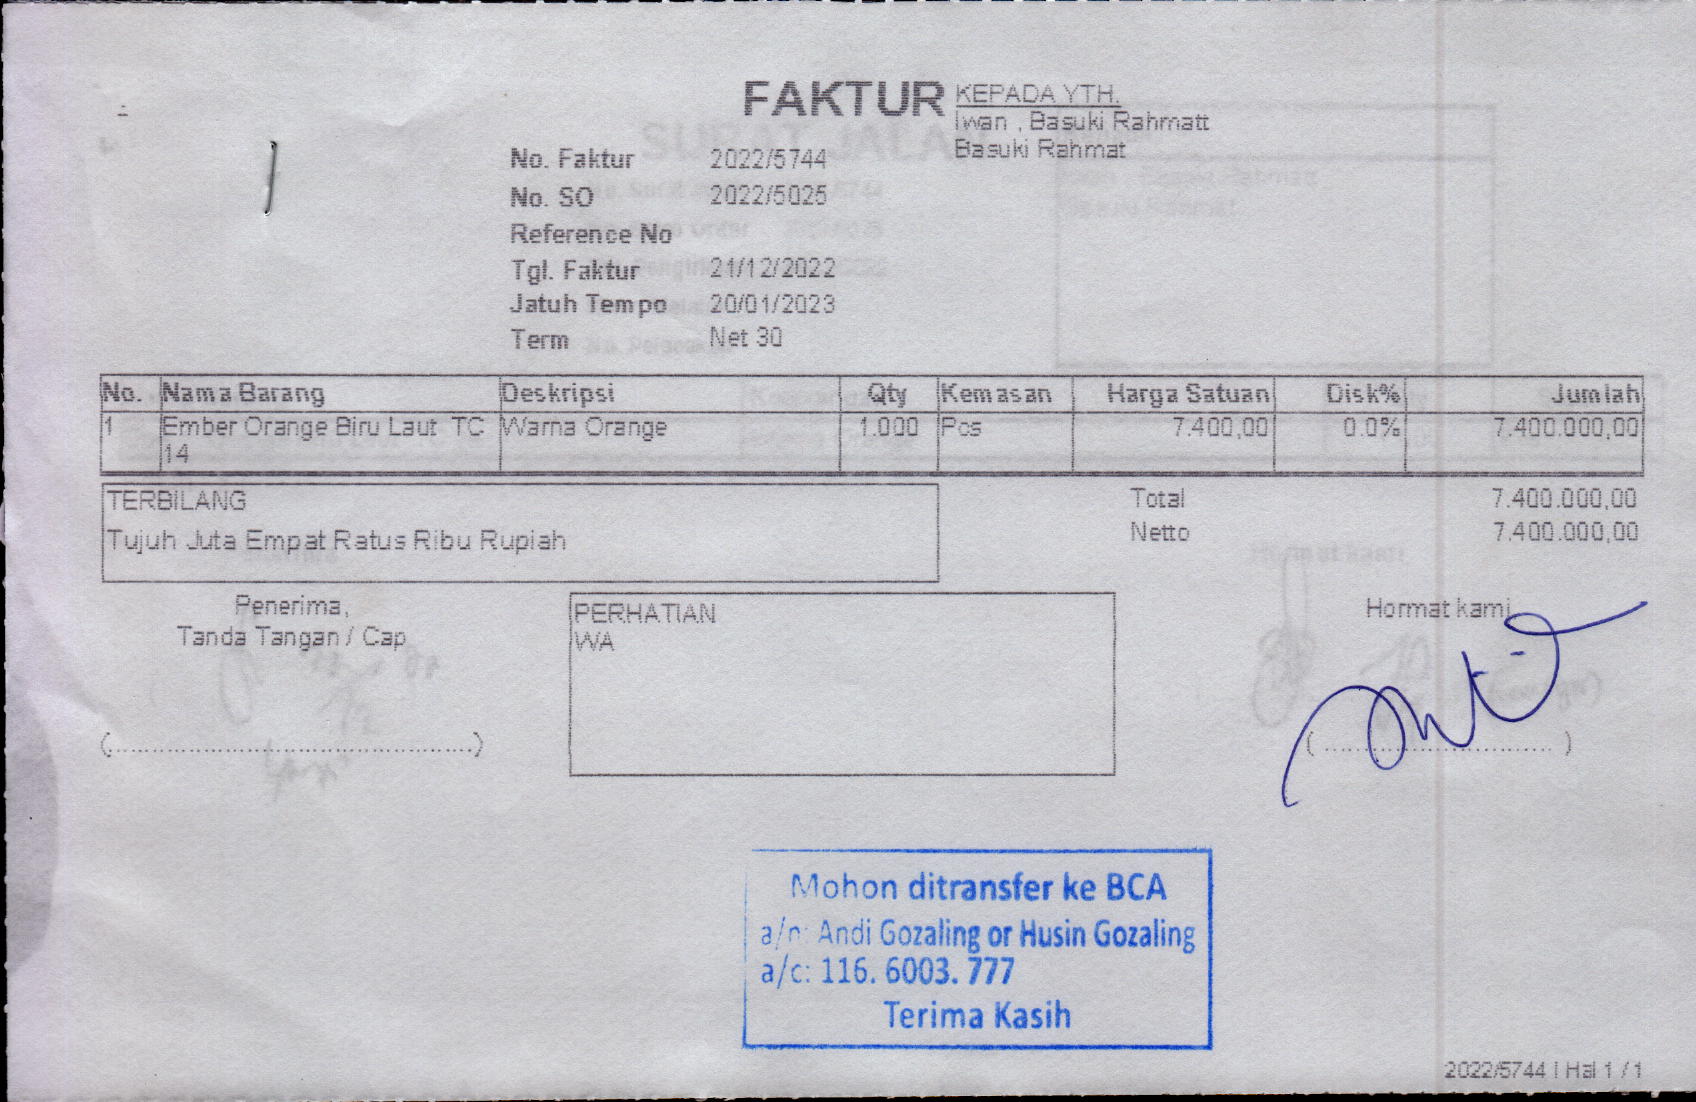 FAKTUR
KEPADA YTH.
Iwan , Basuki Rahmatt
Basuki Rahmat
No. Faktur 2022/5744
No. SO 2022/5025
Reference No
Tgl. Faktur 21/12/2022
Jatuh Tempo 20/01/2023
Term Net 30
No. Nama Barang Deskripsi Qty Kemasan Harga Satuan Disk% Jumlah
1 Ember Orange Biru Laut TC Warna Orange 1.000 Pcs 7.400,00 0.0% 7.400.000,00
14
TERBILANG
Tujuh Juta Empat Ratus Ribu Rupiah
Total 7.400.000,00
Netto 7.400.000,00
Penerima,
Tanda Tangan / Cap
(..........................................)
PERHATIAN
WA
Hormat kami
( ............................... )
Mohon ditransfer ke BCA
a/n: Andi Gozaling or Husin Gozaling
a/c: 116. 6003. 777
Terima Kasih
2022/5744 | Hal 1 / 1